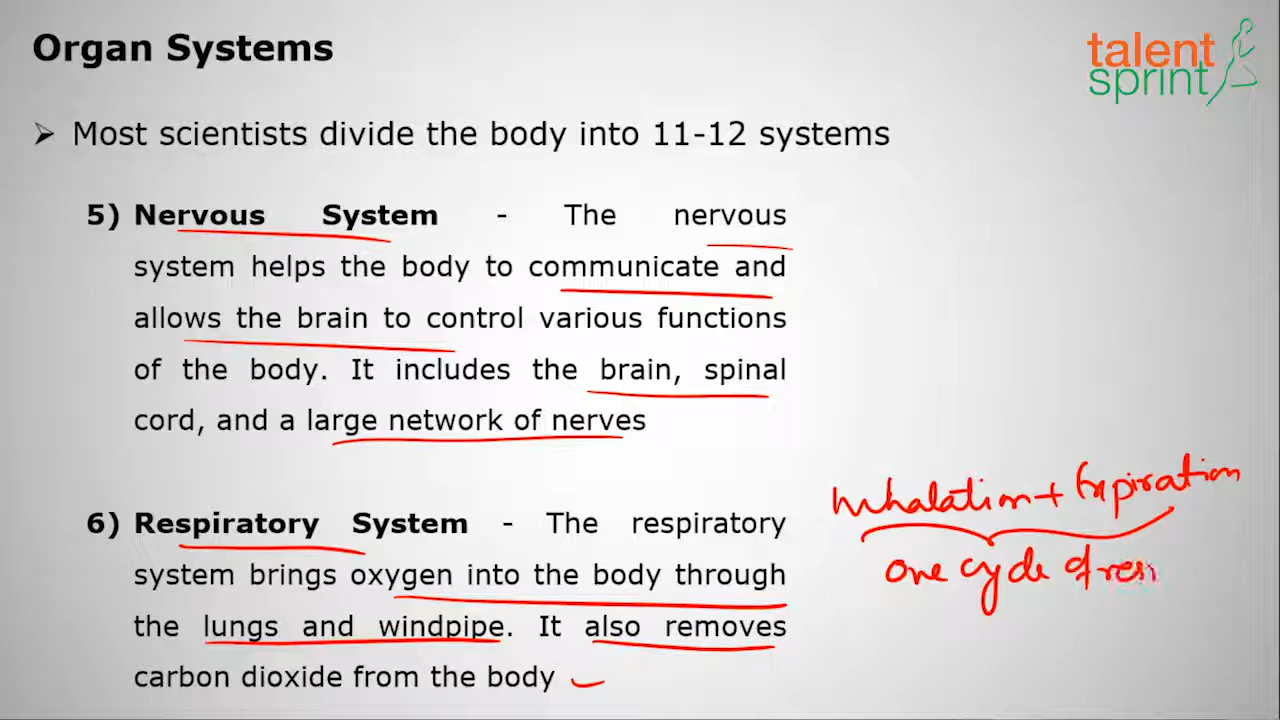 Organ Systems
talent
sprint
➢ Most scientists divide the body into 11-12 systems
5) Nervous System - The nervous
system helps the body to communicate and
allows the brain to control various functions
of the body. It includes the brain, spinal
cord, and a large network of nerves
6) Respiratory System - The respiratory
system brings oxygen into the body through
the lungs and windpipe. It also removes
carbon dioxide from the body
Inhalation + Expiration
one cycle of